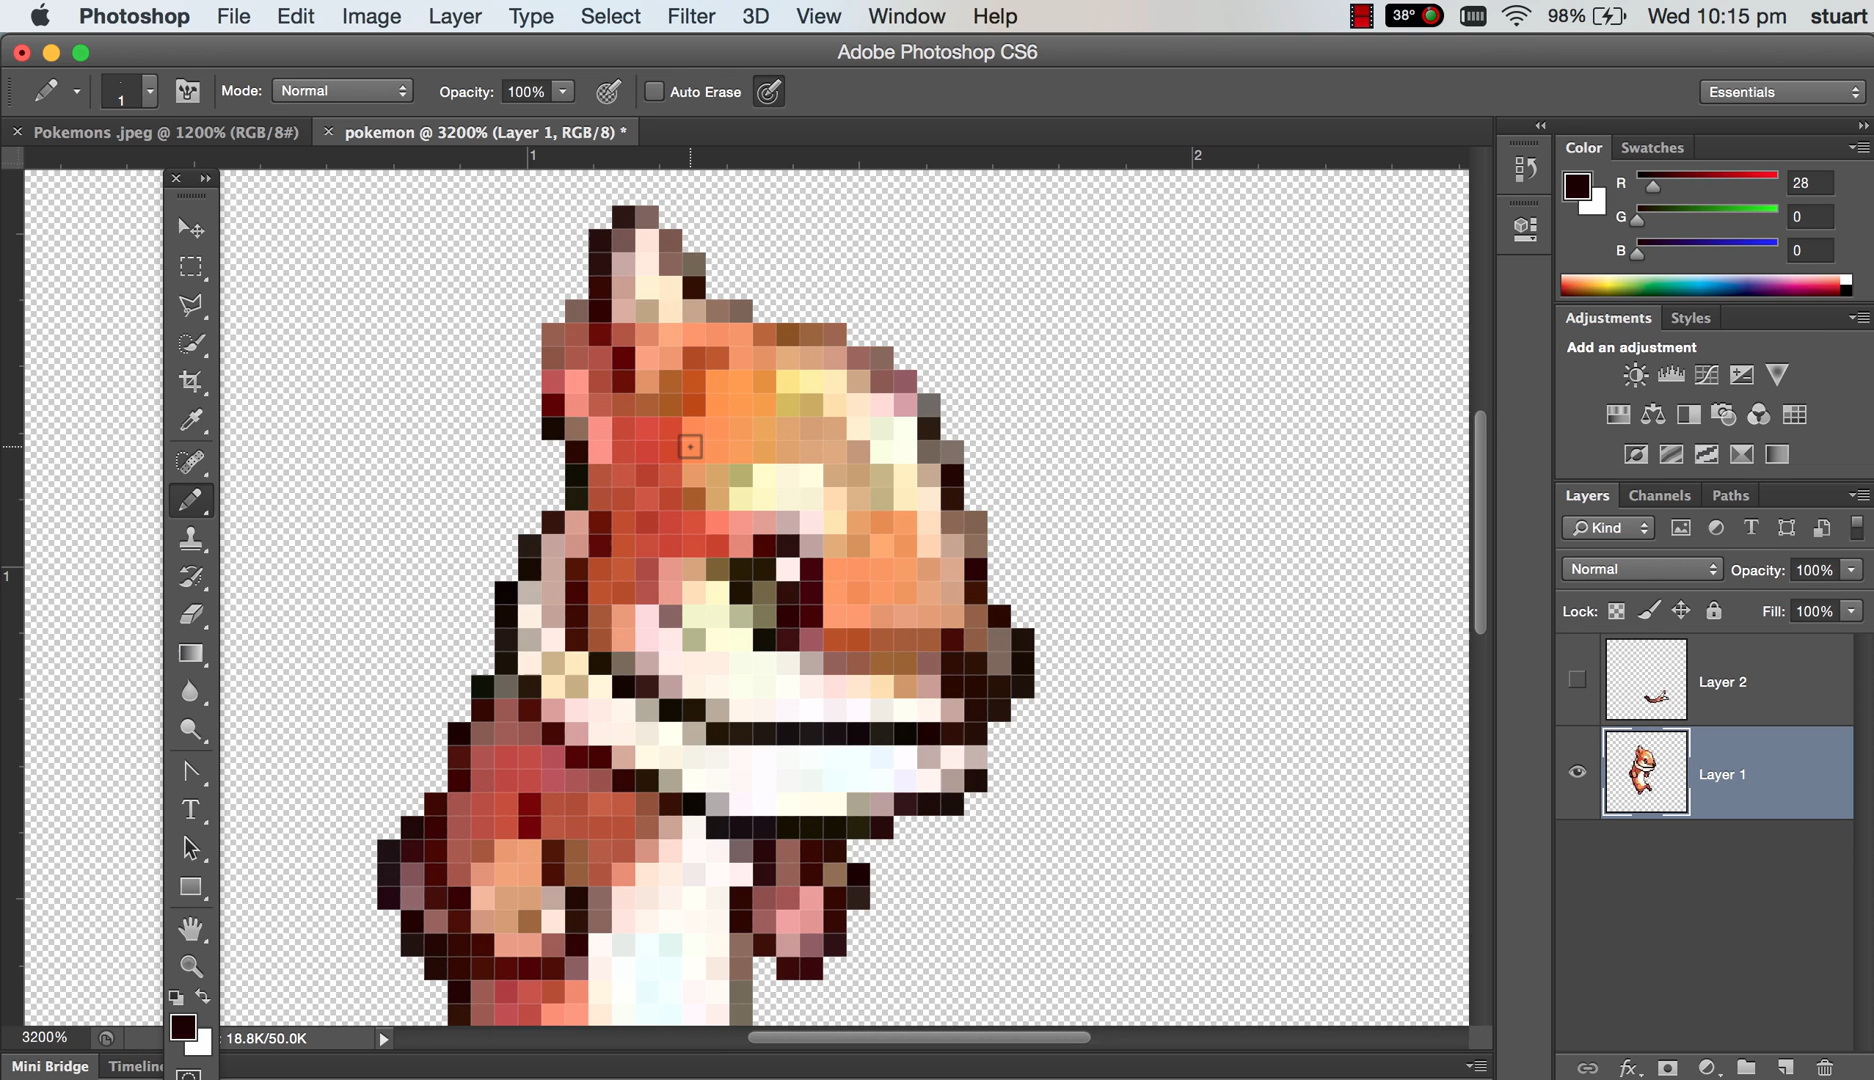 Photoshop File Edit Image Layer Type Select Filter 3D View Window Help 38° 98% Wed 10:15 pm stuart
Adobe Photoshop CS6
1 Mode: Normal Opacity: 100% Auto Erase Essentials
Pokemons .jpeg @ 1200% (RGB/8#) pokemon @ 3200% (Layer 1, RGB/8) *
1 2
1
Color Swatches
R 28
G 0
B 0
Adjustments Styles
Add an adjustment
Layers Channels Paths
Kind
Normal Opacity: 100%
Lock: Fill: 100%
Layer 2
Layer 1
3200% : 18.8K/50.0K
Mini Bridge Timeline